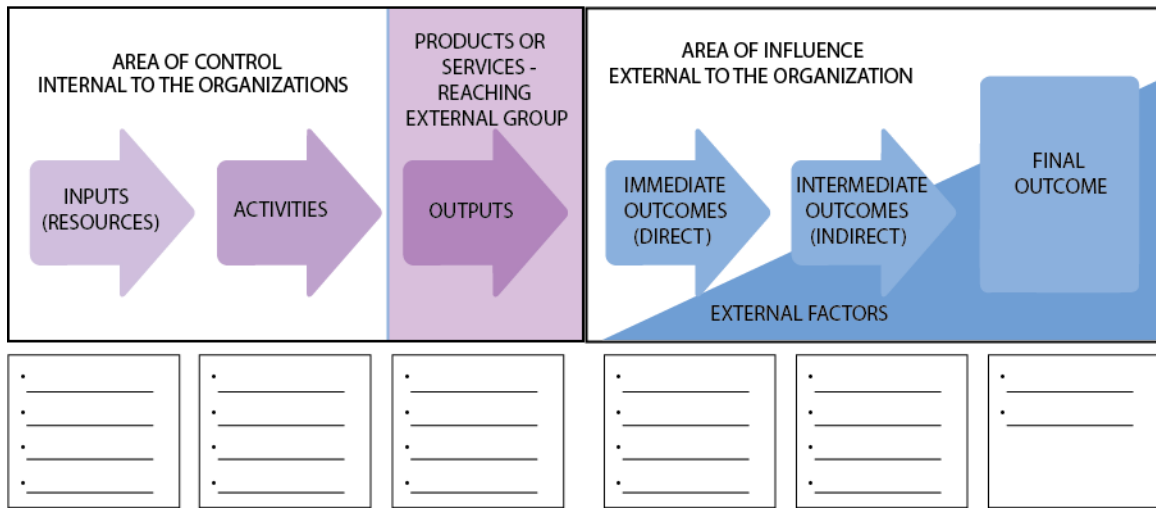 AREA OF CONTROL
INTERNAL TO THE ORGANIZATIONS
PRODUCTS OR
SERVICES -
REACHING
EXTERNAL GROUP
AREA OF INFLUENCE
EXTERNAL TO THE ORGANIZATION
INPUTS
(RESOURCES)
ACTIVITIES
OUTPUTS
IMMEDIATE
OUTCOMES
(DIRECT)
INTERMEDIATE
OUTCOMES
(INDIRECT)
FINAL
OUTCOME
EXTERNAL FACTORS